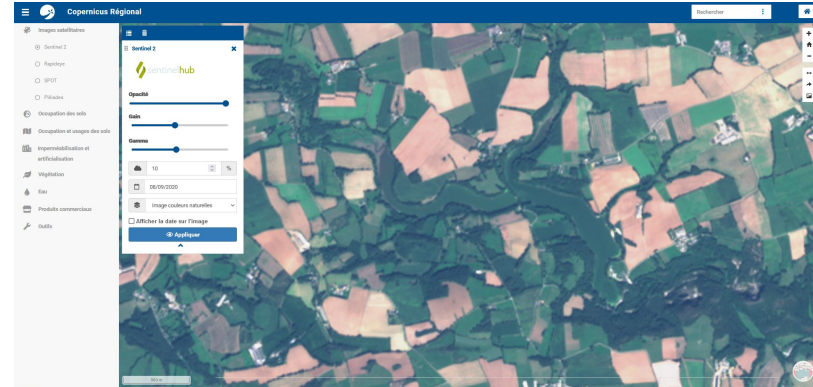 Copernicus Régional
Rechercher
Images satellitaires
Sentinel 2
Rapideye
SPOT
Pléiades
Occupation des sols
Occupation et usages des sols
Imperméabilisation et
artificialisation
Végétation
Eau
Produits commerciaux
Outils
Sentinel 2
sentinelhub
Opacité
Gain
Gamma
10
%
08/09/2020
Image couleurs naturelles
Afficher la date sur l'image
Appliquer
500 m